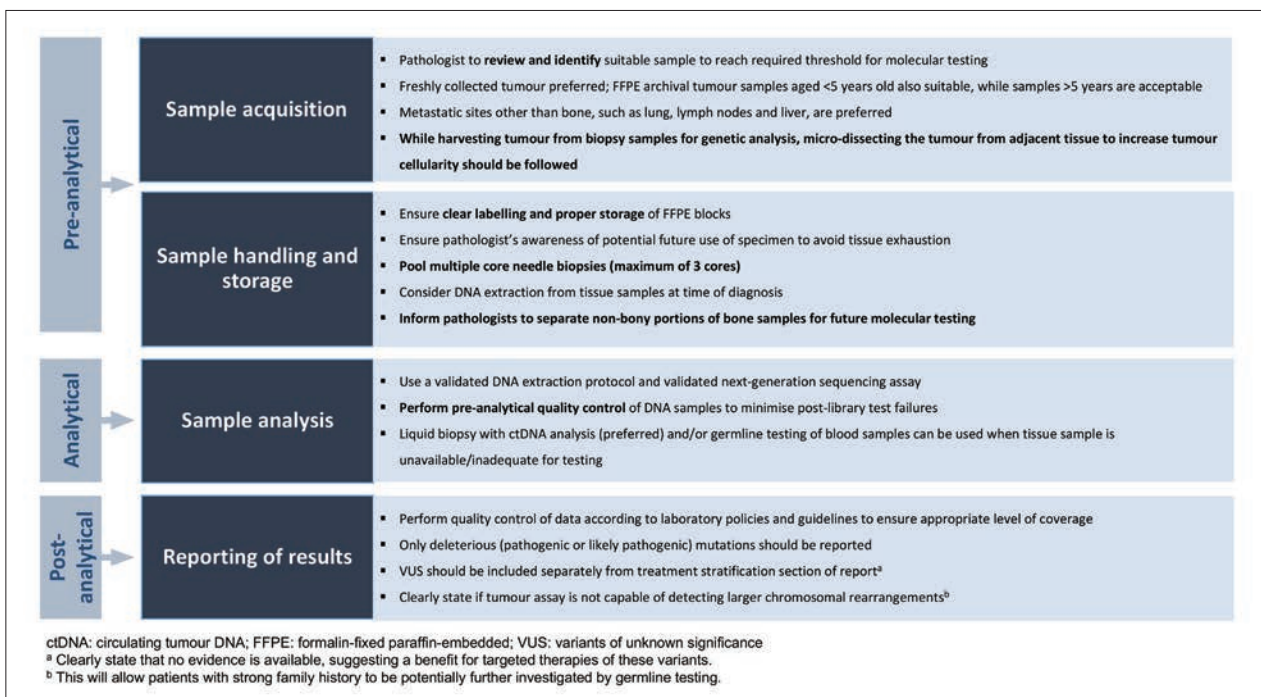 Pre-analytical
Sample acquisition
▪ Pathologist to review and identify suitable sample to reach required threshold for molecular testing
▪ Freshly collected tumour preferred; FFPE archival tumour samples aged <5 years old also suitable, while samples >5 years are acceptable
▪ Metastatic sites other than bone, such as lung, lymph nodes and liver, are preferred
▪ While harvesting tumour from biopsy samples for genetic analysis, micro-dissecting the tumour from adjacent tissue to increase tumour
cellularity should be followed
Sample handling and
storage
▪ Ensure clear labelling and proper storage of FFPE blocks
▪ Ensure pathologist's awareness of potential future use of specimen to avoid tissue exhaustion
▪ Pool multiple core needle biopsies (maximum of 3 cores)
▪ Consider DNA extraction from tissue samples at time of diagnosis
▪ Inform pathologists to separate non-bony portions of bone samples for future molecular testing
Analytical
Sample analysis
▪ Use a validated DNA extraction protocol and validated next-generation sequencing assay
▪ Perform pre-analytical quality control of DNA samples to minimise post-library test failures
▪ Liquid biopsy with ctDNA analysis (preferred) and/or germline testing of blood samples can be used when tissue sample is
unavailable/inadequate for testing
Post-
analytical
Reporting of results
▪ Perform quality control of data according to laboratory policies and guidelines to ensure appropriate level of coverage
▪ Only deleterious (pathogenic or likely pathogenic) mutations should be reported
▪ VUS should be included separately from treatment stratification section of reportᵃ
▪ Clearly state if tumour assay is not capable of detecting larger chromosomal rearrangementsᵇ
ctDNA: circulating tumour DNA; FFPE: formalin-fixed paraffin-embedded; VUS: variants of unknown significance
ᵃ Clearly state that no evidence is available, suggesting a benefit for targeted therapies of these variants.
ᵇ This will allow patients with strong family history to be potentially further investigated by germline testing.